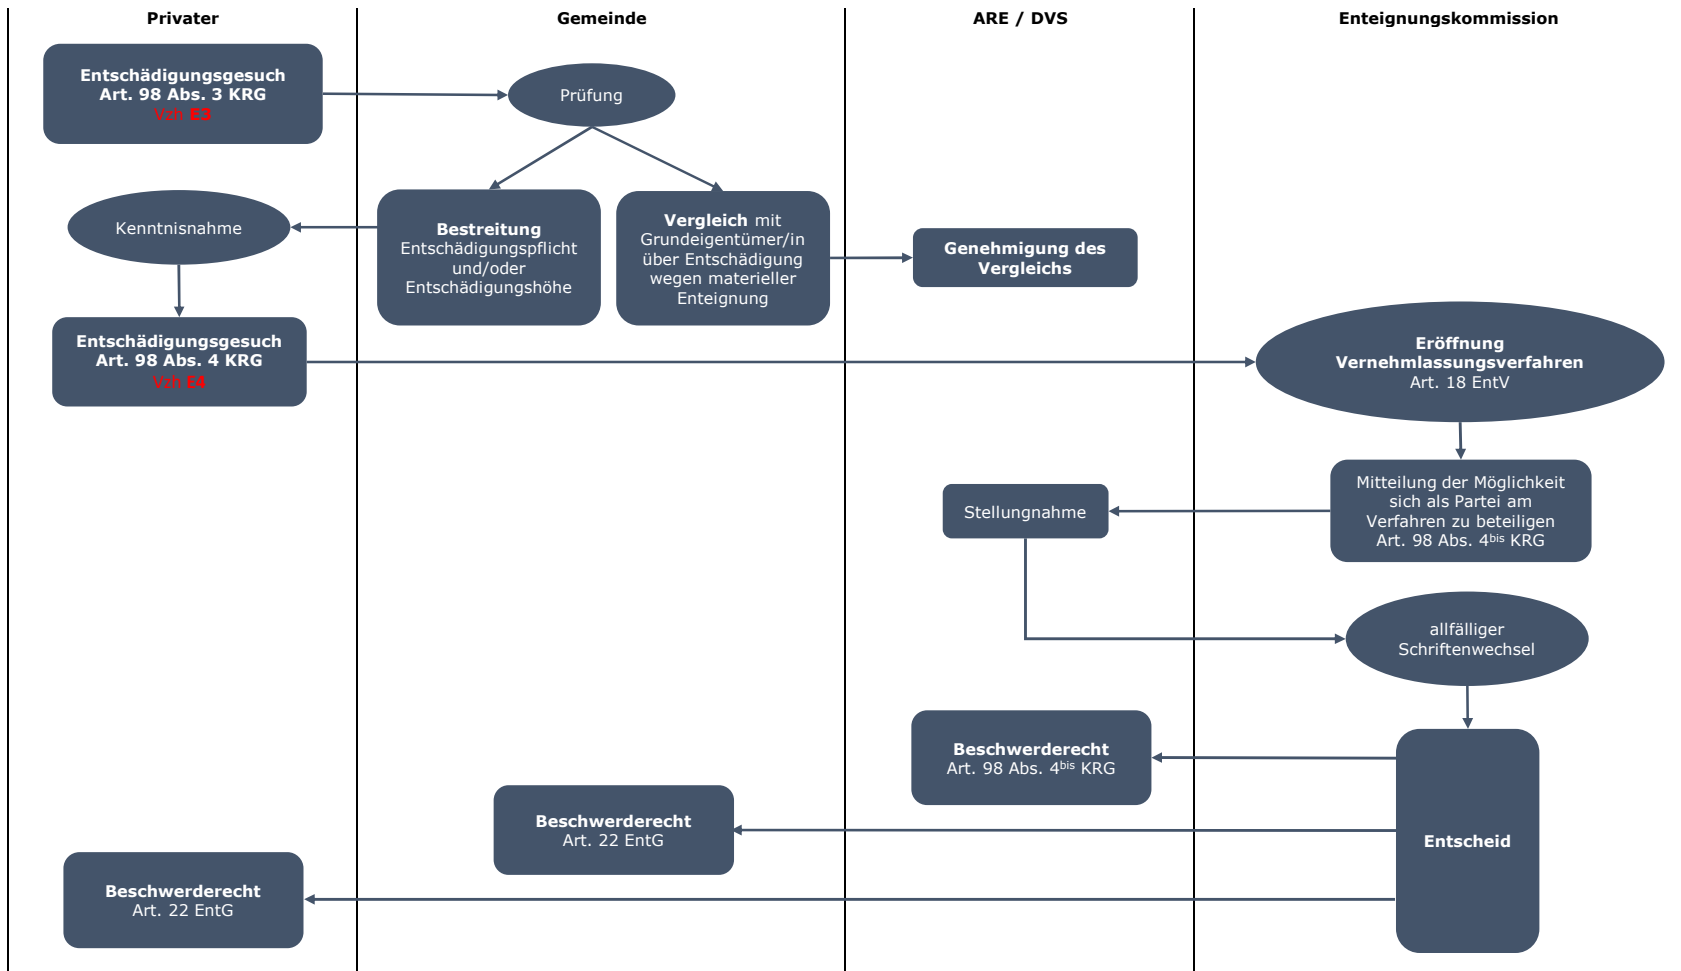 Privater
Gemeinde
ARE / DVS
Enteignungskommission
Entschädigungsgesuch
Art. 98 Abs. 3 KRG
Vzh E3
Prüfung
Kenntnisnahme
Bestreitung
Entschädigungspflicht
und/oder
Entschädigungshöhe
Vergleich mit
Grundeigentümer/in
über Entschädigung
wegen materieller
Enteignung
Genehmigung des
Vergleichs
Entschädigungsgesuch
Art. 98 Abs. 4 KRG
Vzh E4
Eröffnung
Vernehmlassungsverfahren
Art. 18 EntV
Mitteilung der Möglichkeit
sich als Partei am
Verfahren zu beteiligen
Art. 98 Abs. 4bis KRG
Stellungnahme
allfälliger
Schriftenwechsel
Beschwerderecht
Art. 98 Abs. 4bis KRG
Beschwerderecht
Art. 22 EntG
Entscheid
Beschwerderecht
Art. 22 EntG